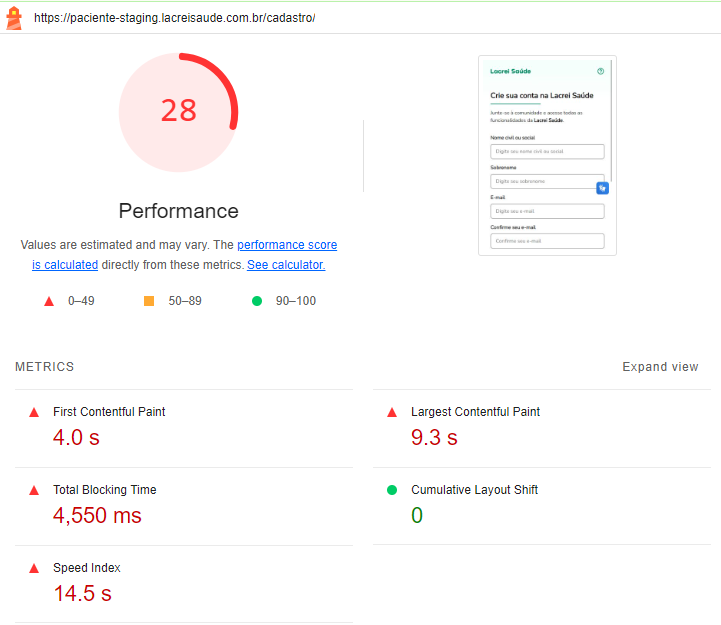 https://paciente-staging.lacreisaude.com.br/cadastro/
28
Performance
Values are estimated and may vary. The performance score
is calculated directly from these metrics. See calculator.
0–49
50–89
90–100
Lacrei Saúde
Crie sua conta na Lacrei Saúde
Junte-se à comunidade e acesse todas as
funcionalidades da Lacrei Saúde.
Nome civil ou social
Digite seu nome civil ou social
Sobrenome
Digite seu sobrenome
E-mail
Digite seu e-mail
Confirme seu e-mail
Confirme seu e-mail
METRICS
Expand view
First Contentful Paint
4.0 s
Largest Contentful Paint
9.3 s
Total Blocking Time
4,550 ms
Cumulative Layout Shift
0
Speed Index
14.5 s